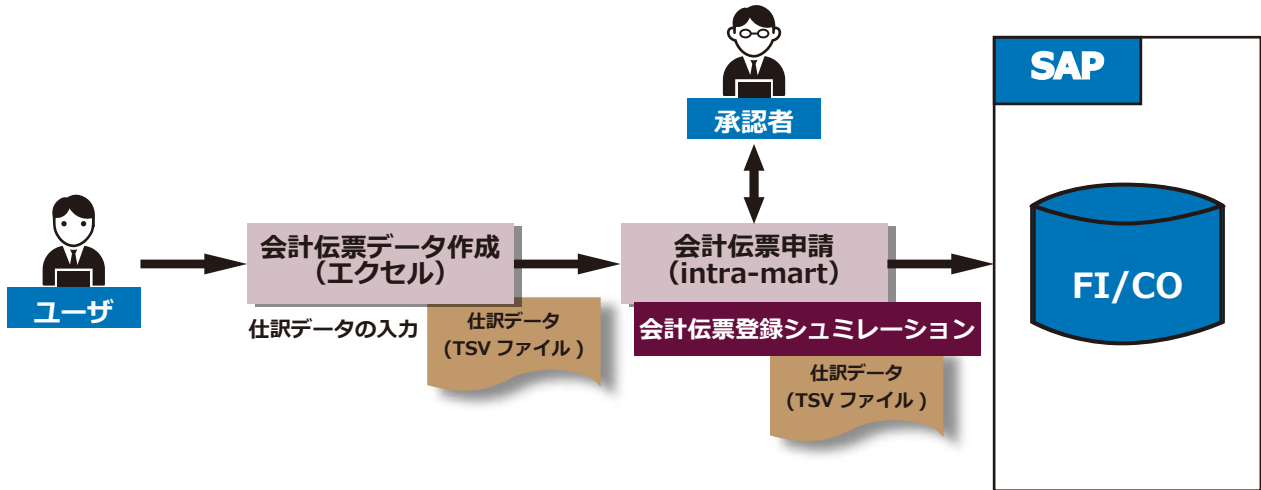 SAP
承認者
会計伝票データ作成
（エクセル）
会計伝票申請
（intra-mart）
FI/CO
ユーザ
仕訳データの入力
仕訳データ
(TSV ファイル )
会計伝票登録シュミレーション
仕訳データ
(TSV ファイル )